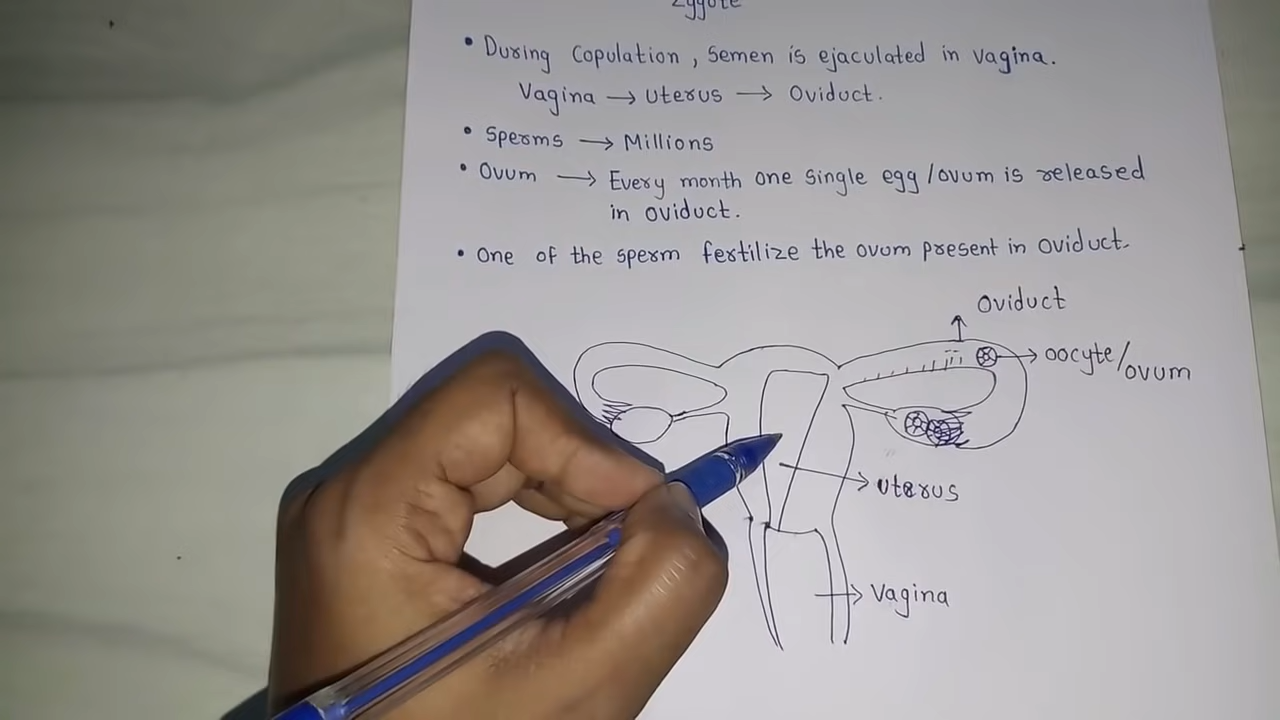 Zygote
• During Copulation, Semen is ejaculated in vagina.
Vagina → uterus → Oviduct.
• Sperms → Millions
• Ovum → Every month one single egg/ovum is released
in oviduct.
• One of the sperm fertilize the ovum present in oviduct.
Oviduct
oocyte/ovum
uterus
Vagina